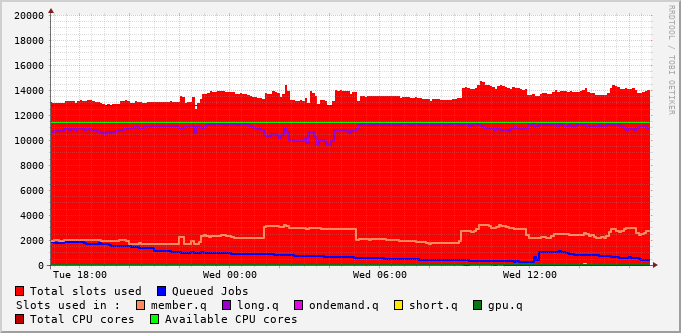 20000
18000
16000
14000
12000
10000
8000
6000
4000
2000
0
Tue 18:00 Wed 00:00 Wed 06:00 Wed 12:00
RRDTOOL / TOBI OETIKER
Total slots used Queued Jobs
Slots used in : member.q long.q ondemand.q short.q gpu.q
Total CPU cores Available CPU cores